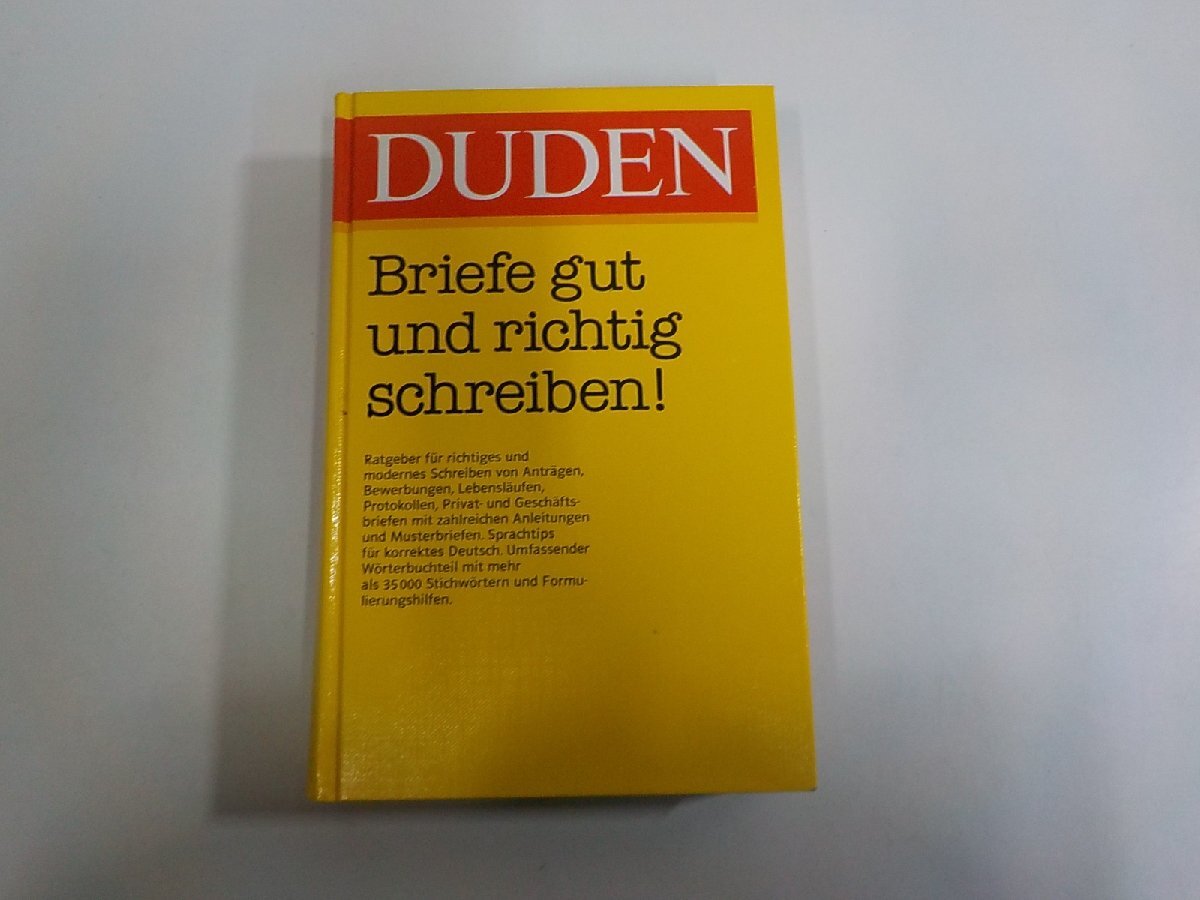 DUDEN
Briefe gut
und richtig
schreiben!
Ratgeber für richtiges und
modernes Schreiben von Anträgen,
Bewerbungen, Lebensläufen,
Protokollen, Privat- und Geschäfts-
briefen mit zahlreichen Anleitungen
und Musterbriefen. Sprachtips
für korrektes Deutsch. Umfassender
Wörterbuchteil mit mehr
als 35000 Stichwörtern und Formu-
lierungshilfen.